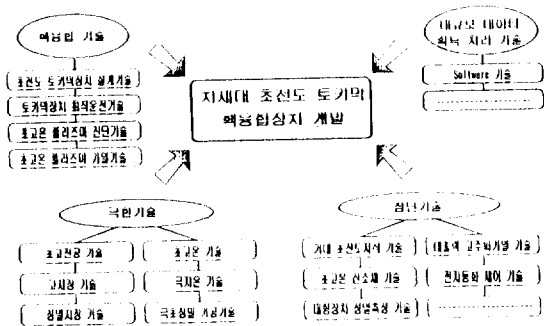 핵융합 기술
초전도 토카막장치 설계기술
토카막장치 최적운전기술
초고온 플라즈마 진단기술
초고온 플라즈마 가열기술
차세대 초전도 토카막
핵융합장치 개발
대규모 데이터
획득 처리 기술
Software 기술
극한기술
초고진공 기술
고자장 기술
정밀시창 기술
초고온 기술
극저온 기술
극초정밀 가공기술
첨단기술
거대 초전도자석 기술
초고온 신소재 기술
대형장치 정밀측정 기술
대출력 고주파가열 기술
전자동화 제어 기술